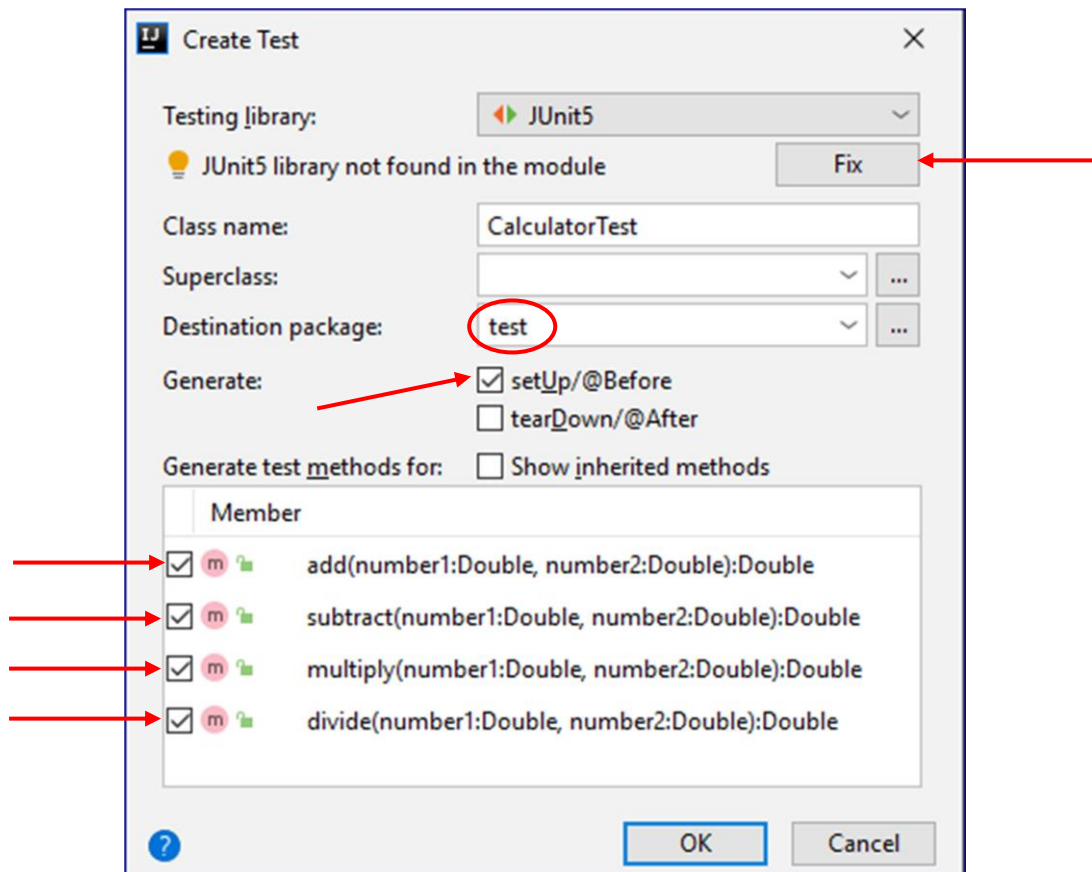 IJ Create Test
Testing library: JUnit5
JUnit5 library not found in the module Fix
Class name: CalculatorTest
Superclass: ...
Destination package: test ...
Generate: setUp/@Before
tearDown/@After
Generate test methods for: Show inherited methods
Member
m add(number1:Double, number2:Double):Double
m subtract(number1:Double, number2:Double):Double
m multiply(number1:Double, number2:Double):Double
m divide(number1:Double, number2:Double):Double
? OK Cancel